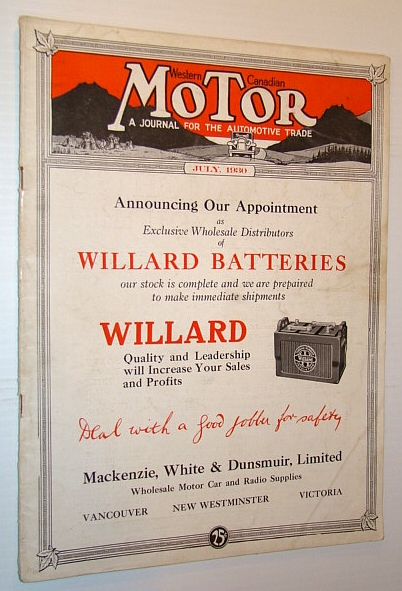 Western Canadian
MOTOR
A JOURNAL FOR THE AUTOMOTIVE TRADE
JULY, 1930
Announcing Our Appointment
as
Exclusive Wholesale Distributors
of
WILLARD BATTERIES
our stock is complete and we are prepared
to make immediate shipments
WILLARD
Quality and Leadership
will Increase Your Sales
and Profits
Deal with a good jobber for safety
Mackenzie, White & Dunsmuir, Limited
Wholesale Motor Car and Radio Supplies
VANCOUVER NEW WESTMINSTER VICTORIA
25¢